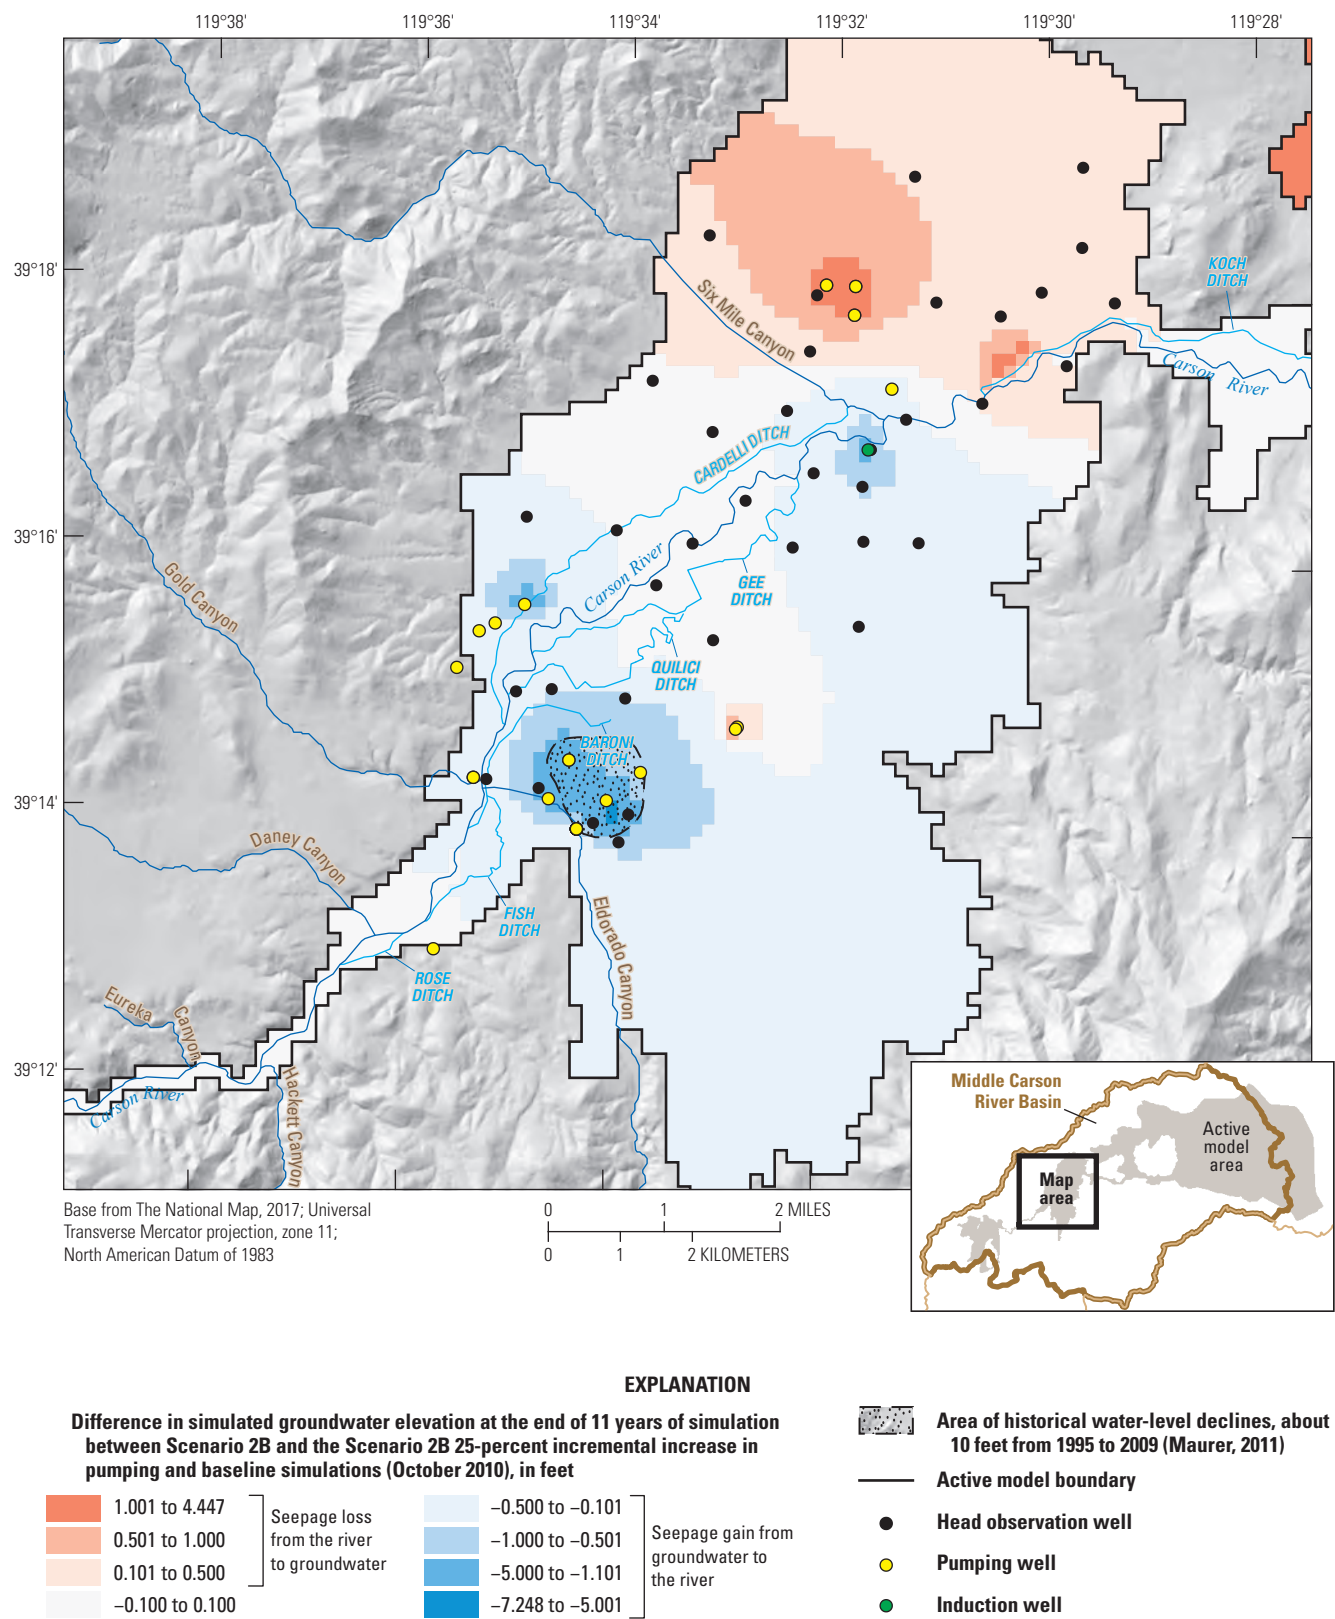 119°38'
119°36'
119°34'
119°32'
119°30'
119°28'
39°18'
39°16'
39°14'
39°12'
KOCH
DITCH
Six Mile Canyon
Carson River
CARDELLI DITCH
Gold Canyon
Carson River
GEE
DITCH
QUILICI
DITCH
BARONI
DITCH
Daney Canyon
FISH
DITCH
Eldorado Canyon
ROSE
DITCH
Eureka
Canyon
Hackett Canyon
Carson River
Middle Carson
River Basin
Active
model
area
Map
area
Base from The National Map, 2017; Universal
Transverse Mercator projection, zone 11;
North American Datum of 1983
0 1 2 MILES
0 1 2 KILOMETERS
EXPLANATION
Difference in simulated groundwater elevation at the end of 11 years of simulation
between Scenario 2B and the Scenario 2B 25-percent incremental increase in
pumping and baseline simulations (October 2010), in feet
1.001 to 4.447
0.501 to 1.000
0.101 to 0.500
−0.100 to 0.100
Seepage loss
from the river
to groundwater
−0.500 to −0.101
−1.000 to −0.501
−5.000 to −1.101
−7.248 to −5.001
Seepage gain from
groundwater to
the river
Area of historical water-level declines, about
10 feet from 1995 to 2009 (Maurer, 2011)
Active model boundary
Head observation well
Pumping well
Induction well